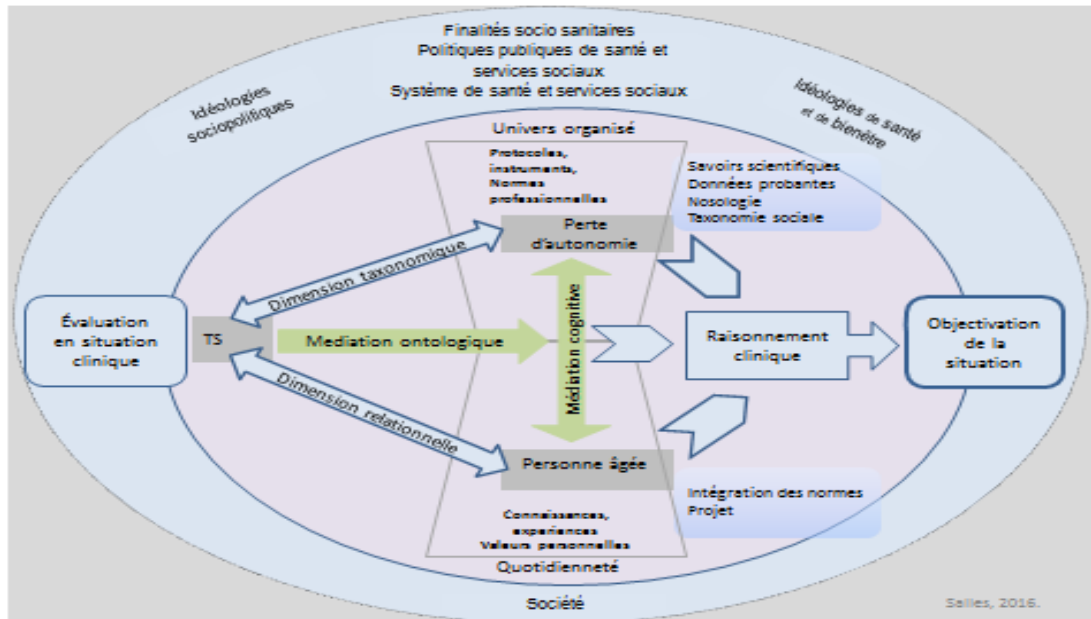 Finalités socio sanitaires
Politiques publiques de santé et
services sociaux
Système de santé et services sociaux
Idéologies
sociopolitiques
Idéologies de santé
et de bienêtre
Univers organisé
Protocoles,
instruments,
Normes
professionnelles
Savoirs scientifiques
Données probantes
Nosologie
Taxonomie sociale
Perte
d'autonomie
Dimension taxonomique
Évaluation
en situation
clinique
TS
Mediation ontologique
Médiation cognitive
Raisonnement
clinique
Objectivation
de la
situation
Dimension relationnelle
Personne âgée
Intégration des normes
Projet
Connaissances,
experiences
Valeurs personnelles
Quotidienneté
Société
Salles, 2016.